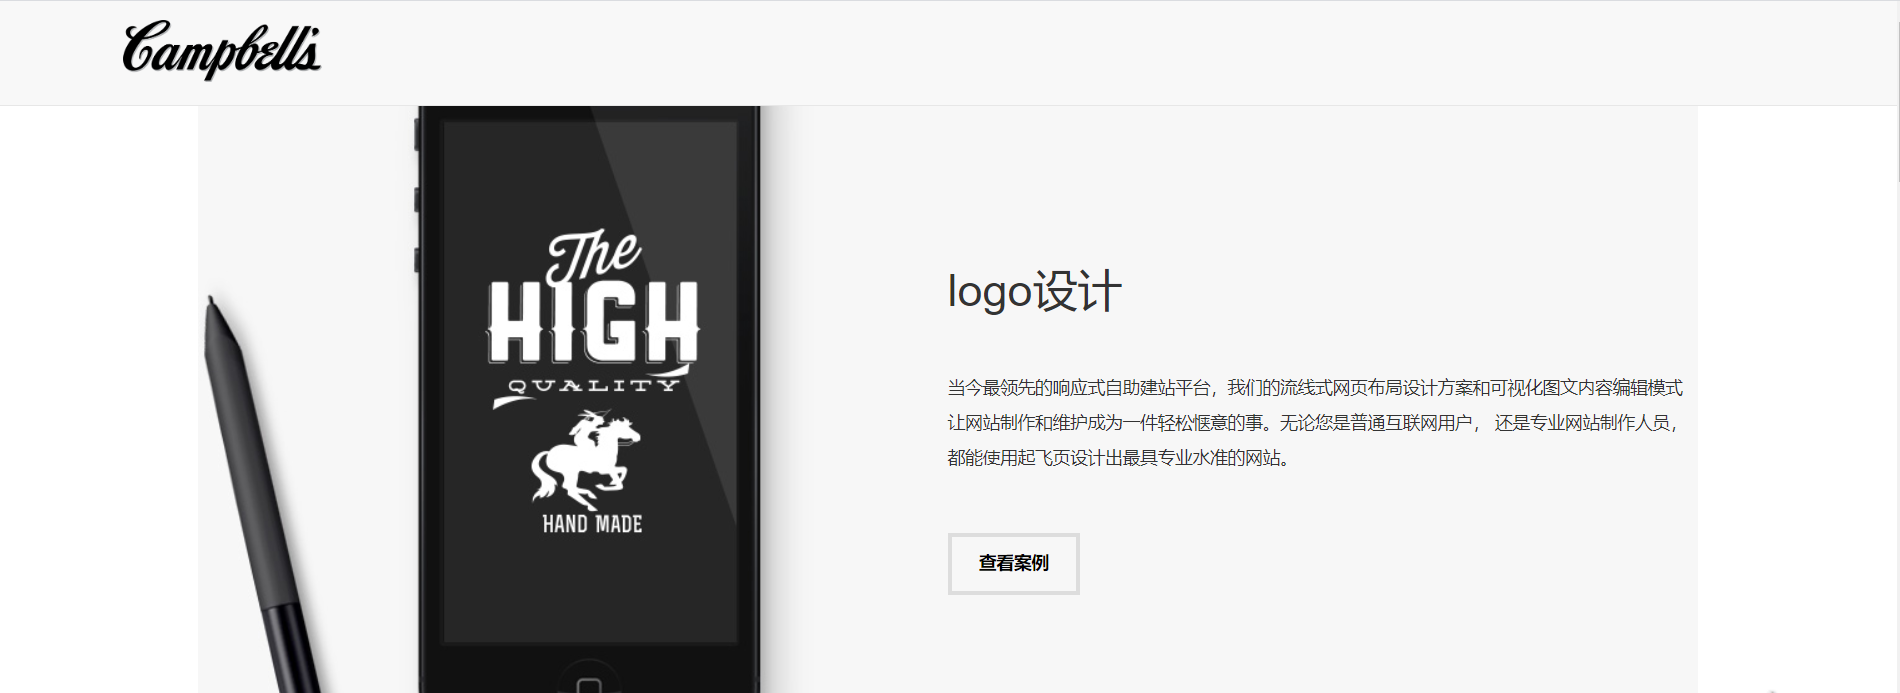 Campbell's
The
HIGH
QUALITY
HAND MADE
logo设计
当今最领先的响应式自助建站平台，我们的流线式网页布局设计方案和可视化图文内容编辑模式
让网站制作和维护成为一件轻松惬意的事。无论您是普通互联网用户， 还是专业网站制作人员，
都能使用起飞页设计出最具专业水准的网站。
查看案例